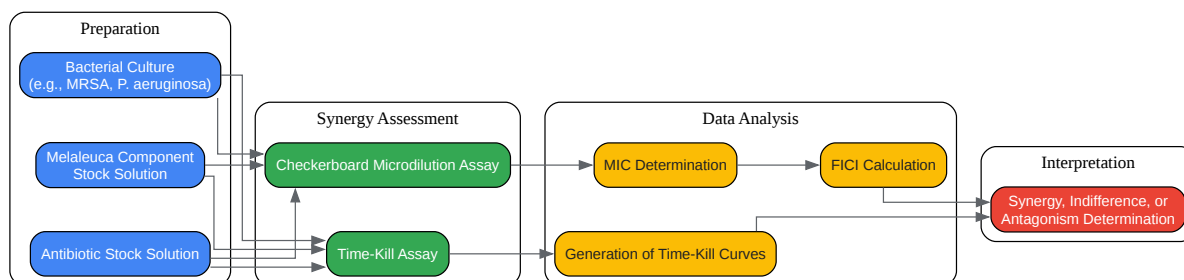 Preparation
Bacterial Culture
(e.g., MRSA, P. aeruginosa)
Melaleuca Component
Stock Solution
Antibiotic Stock Solution
Synergy Assessment
Checkerboard Microdilution Assay
Time-Kill Assay
Data Analysis
MIC Determination
FICI Calculation
Generation of Time-Kill Curves
Interpretation
Synergy, Indifference, or
Antagonism Determination